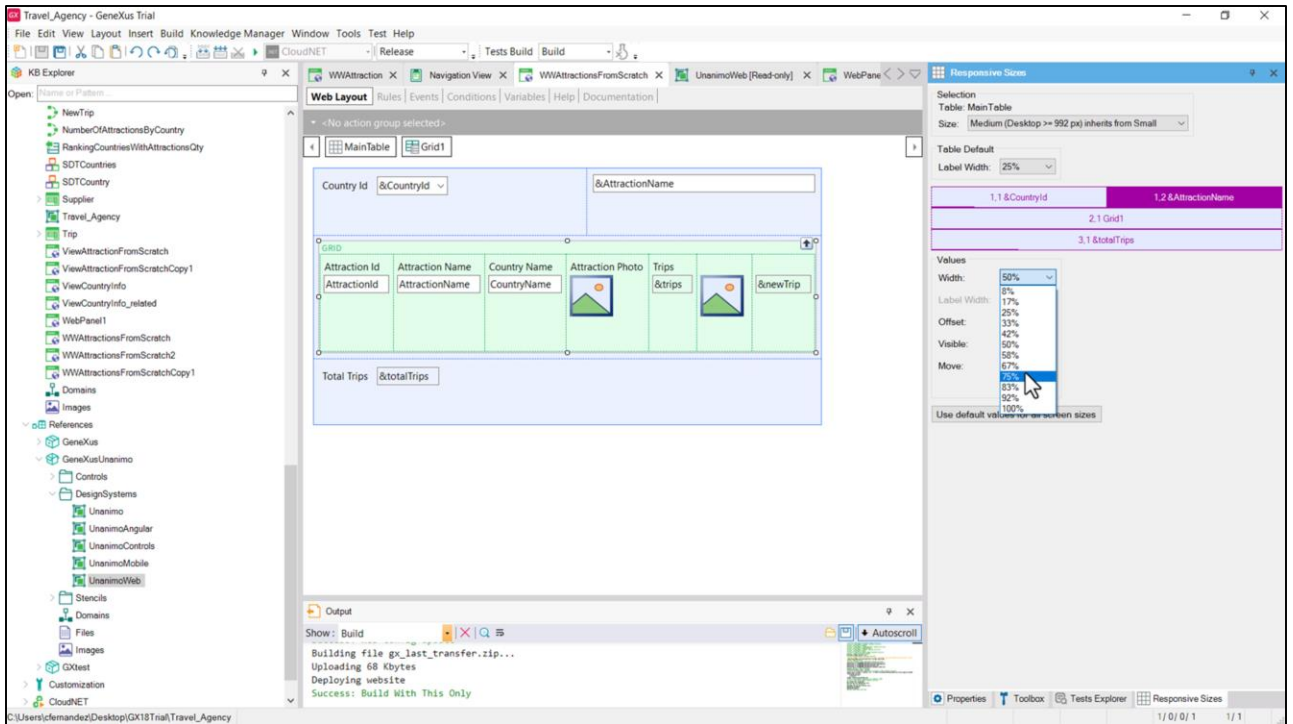 GX Travel_Agency - GeneXus Trial
File Edit View Layout Insert Build Knowledge Manager Window Tools Test Help
CloudNET Release Tests Build Build
KB Explorer
Open: Name or Pattern...
NewTrip
NumberOfAttractionsByCountry
RankingCountriesWithAttractionsQty
SDTCountries
SDTCountry
Supplier
Travel_Agency
Trip
ViewAttractionFromScratch
ViewAttractionFromScratchCopy1
ViewCountryInfo
ViewCountryInfo_related
WebPanel1
WWAttractionsFromScratch
WWAttractionsFromScratch2
WWAttractionsFromScratchCopy1
Domains
Images
References
GeneXus
GeneXusUnanimo
Controls
DesignSystems
Unanimo
UnanimoAngular
UnanimoControls
UnanimoMobile
UnanimoWeb
Stencils
Domains
Files
Images
GXtest
Customization
CloudNET
WWAttraction X Navigation View X WWAttractionsFromScratch X UnanimoWeb [Read-only] X WebPane
Web Layout Rules Events Conditions Variables Help Documentation
<No action group selected>
MainTable Grid1
Country Id &CountryId &AttractionName
GRID
Attraction Id Attraction Name Country Name Attraction Photo Trips
AttractionId AttractionName CountryName &trips &newTrip
Total Trips &totalTrips
Output
Show: Build Autoscroll
Building file gx_last_transfer.zip...
Uploading 68 Kbytes
Deploying website
Success: Build With This Only
Responsive Sizes
Selection
Table: MainTable
Size: Medium (Desktop >= 992 px) inherits from Small
Table Default
Label Width: 25%
1,1 &CountryId 1,2 &AttractionName
2,1 Grid1
3,1 &totalTrips
Values
Width: 50%
Label Width:
Offset:
Visible:
Move:
8%
17%
25%
33%
42%
50%
58%
67%
75%
83%
92%
100%
Use default values for all screen sizes
Properties Toolbox Tests Explorer Responsive Sizes
C:\Users\cfernandez\Desktop\GX18Trial\Travel_Agency 1/0/0/1 1/1